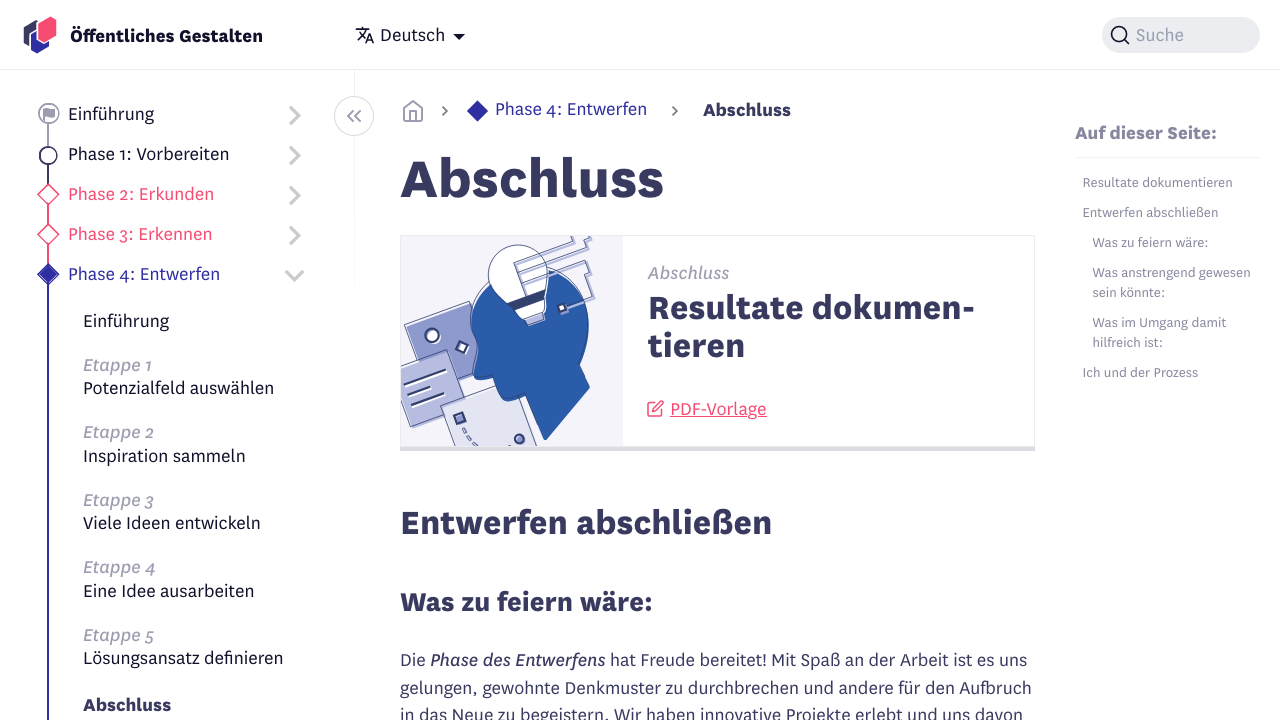 Öffentliches Gestalten
Deutsch
Suche
Einführung
Phase 1: Vorbereiten
Phase 2: Erkunden
Phase 3: Erkennen
Phase 4: Entwerfen
Einführung
Etappe 1
Potenzialfeld auswählen
Etappe 2
Inspiration sammeln
Etappe 3
Viele Ideen entwickeln
Etappe 4
Eine Idee ausarbeiten
Etappe 5
Lösungsansatz definieren
Abschluss
Phase 4: Entwerfen
Abschluss
Abschluss
Abschluss
Resultate dokumen-
tieren
PDF-Vorlage
Entwerfen abschließen
Was zu feiern wäre:
Die Phase des Entwerfens hat Freude bereitet! Mit Spaß an der Arbeit ist es uns
gelungen, gewohnte Denkmuster zu durchbrechen und andere für den Aufbruch
in das Neue zu begeistern. Wir haben innovative Projekte erlebt und uns davon
Auf dieser Seite:
Resultate dokumentieren
Entwerfen abschließen
Was zu feiern wäre:
Was anstrengend gewesen
sein könnte:
Was im Umgang damit
hilfreich ist:
Ich und der Prozess